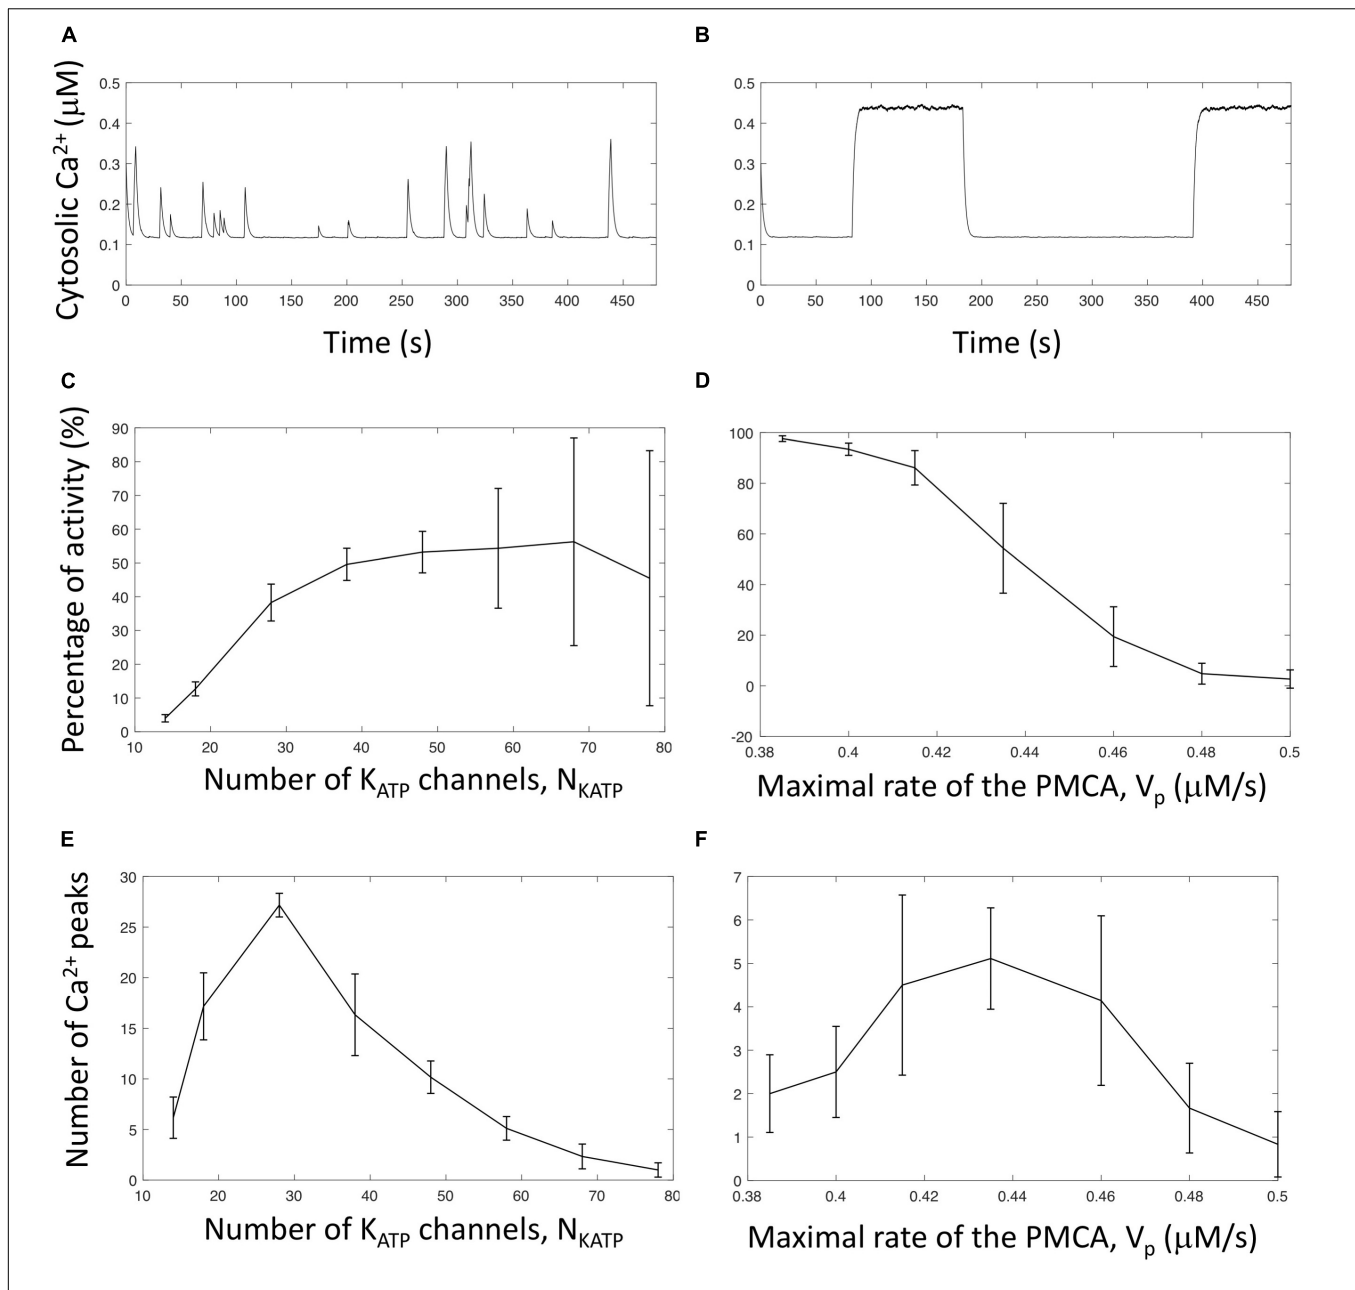 A
B
Cytosolic Ca²⁺ (μM)
0.5
0.4
0.3
0.2
0.1
0
0 50 100 150 200 250 300 350 400 450
Time (s)
0.5
0.4
0.3
0.2
0.1
0
0 50 100 150 200 250 300 350 400 450
Time (s)
C
D
Percentage of activity (%)
90
80
70
60
50
40
30
20
10
0
10 20 30 40 50 60 70 80
Number of K_ATP channels, N_KATP
100
80
60
40
20
0
-20
0.38 0.4 0.42 0.44 0.46 0.48 0.5
Maximal rate of the PMCA, V_p (μM/s)
E
F
Number of Ca²⁺ peaks
30
25
20
15
10
5
0
10 20 30 40 50 60 70 80
Number of K_ATP channels, N_KATP
7
6
5
4
3
2
1
0
0.38 0.4 0.42 0.44 0.46 0.48 0.5
Maximal rate of the PMCA, V_p (μM/s)